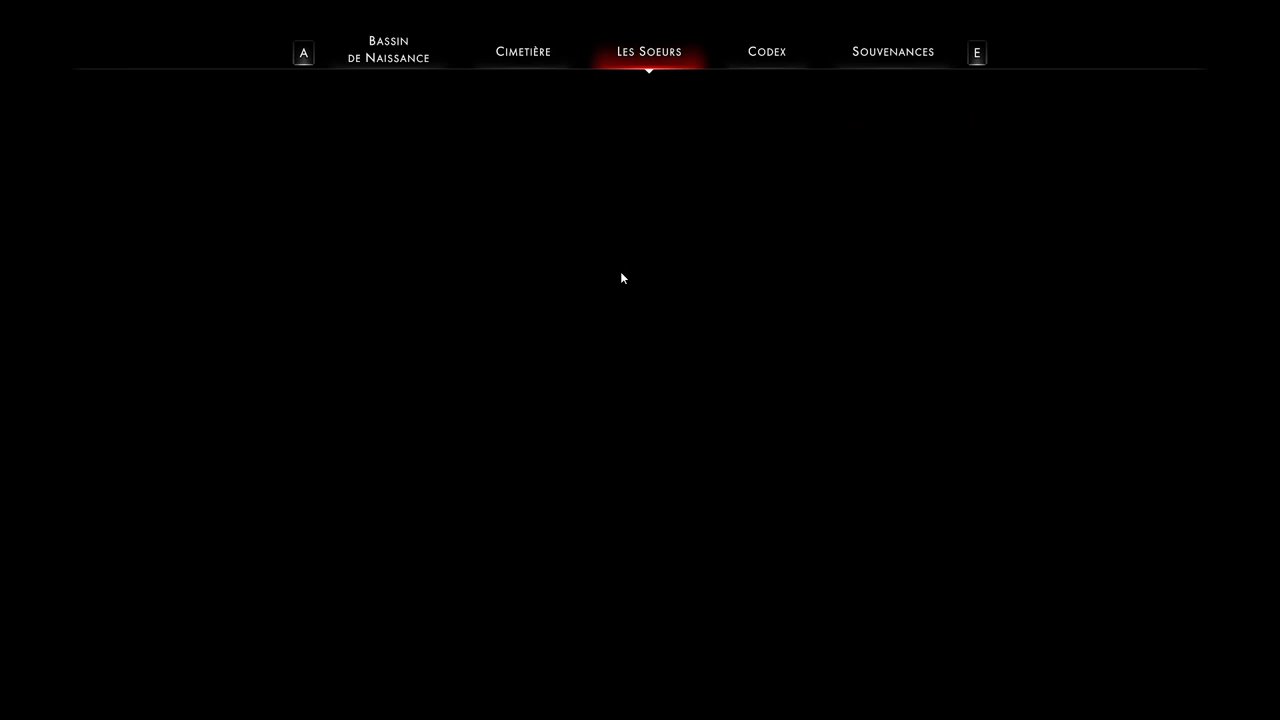 A
Bassin
de Naissance
Cimetière
Les Soeurs
Codex
Souvenances
E